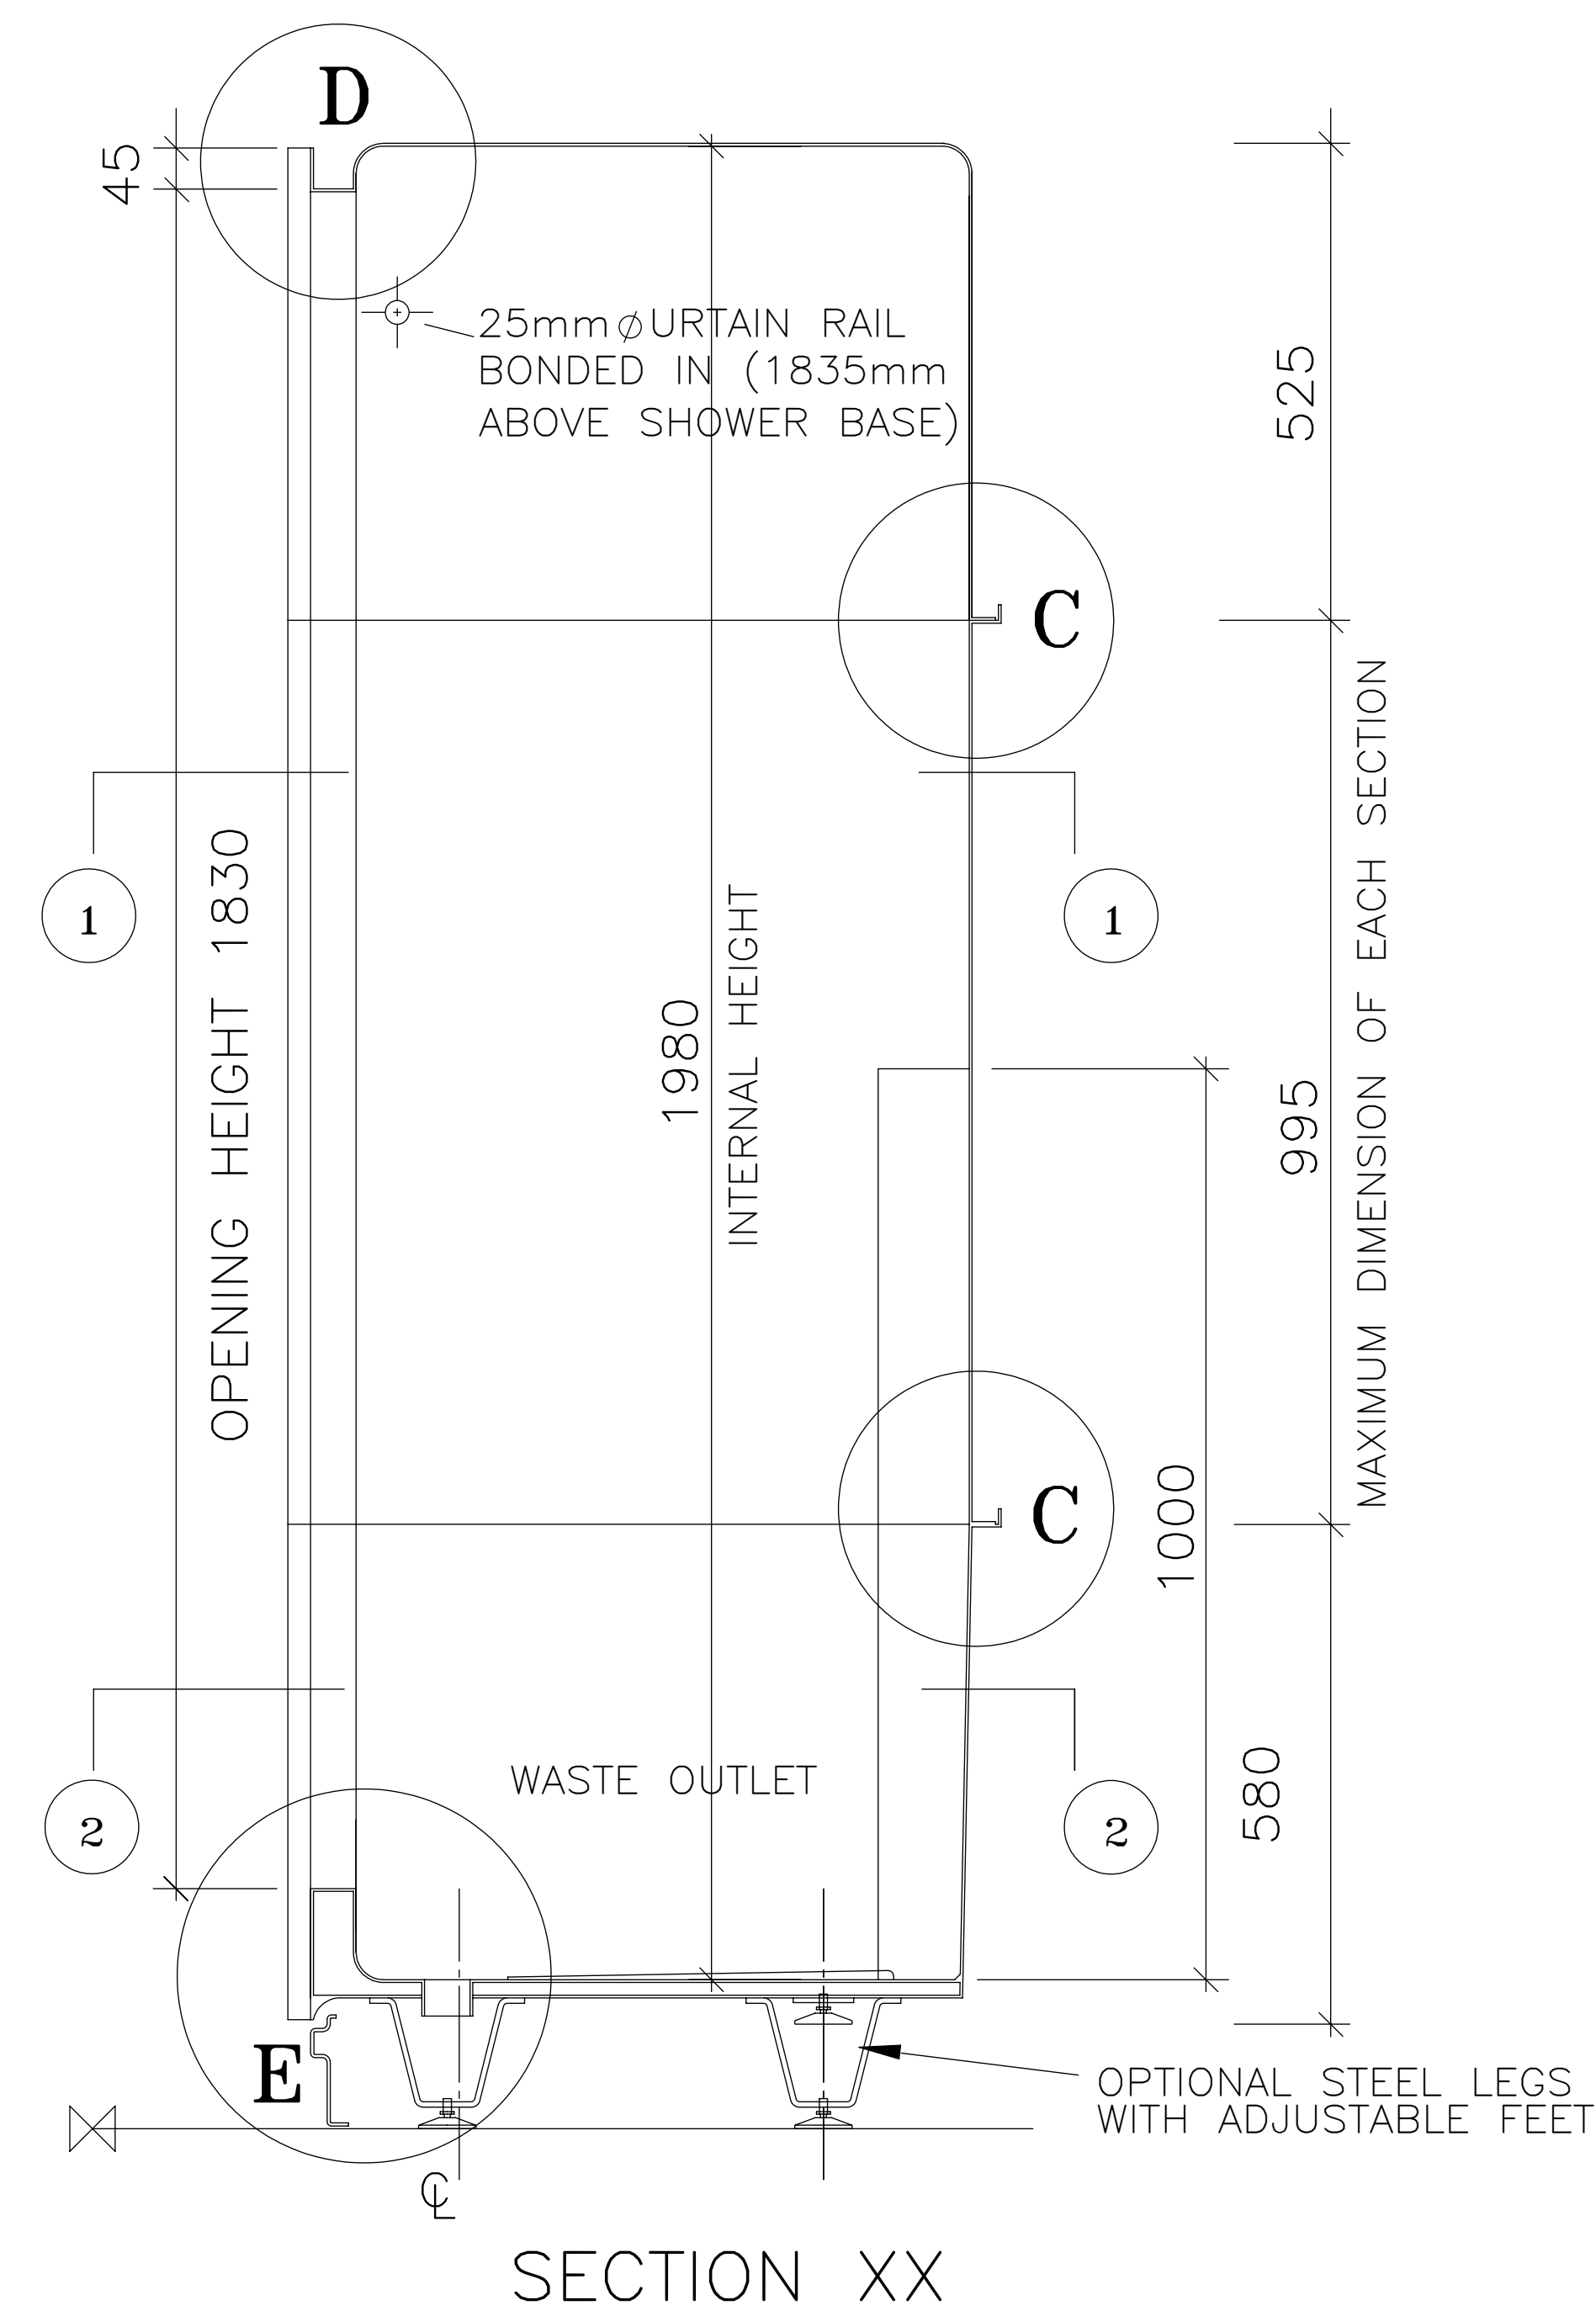 D
45
25mm⌀URTAIN RAIL
BONDED IN (1835mm
ABOVE SHOWER BASE)
525
C
1
1
OPENING HEIGHT 1830
1980
INTERNAL HEIGHT
995
MAXIMUM DIMENSION OF EACH SECTION
C
1000
580
2
2
WASTE OUTLET
E
OPTIONAL STEEL LEGS
WITH ADJUSTABLE FEET
℄
SECTION XX